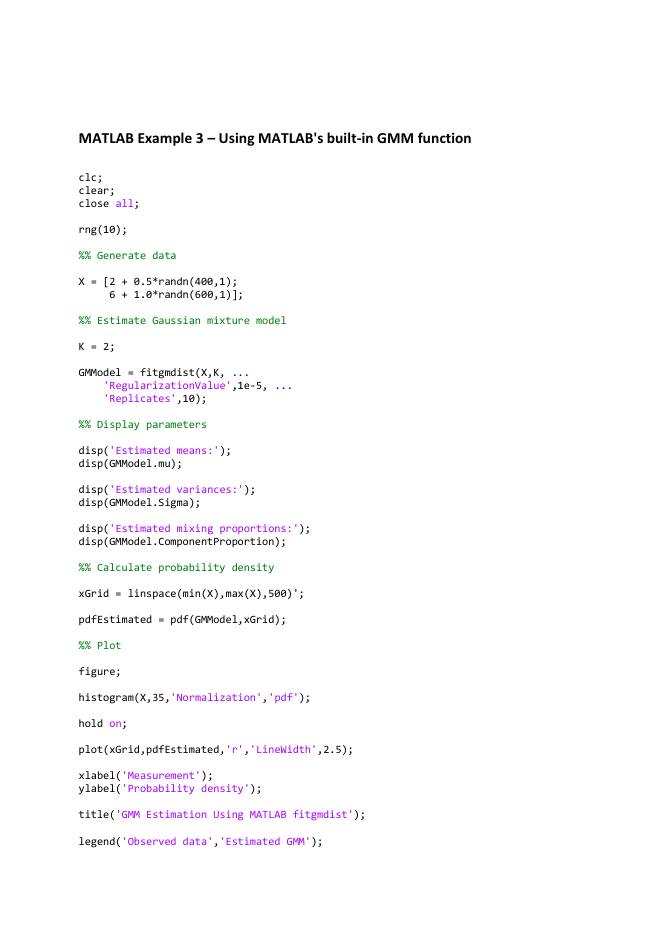 MATLAB Example 3 – Using MATLAB's built-in GMM function
clc;
clear;
close all;
rng(10);
%% Generate data
X = [2 + 0.5*randn(400,1);
     6 + 1.0*randn(600,1)];
%% Estimate Gaussian mixture model
K = 2;
GMModel = fitgmdist(X,K, ...
    'RegularizationValue',1e-5, ...
    'Replicates',10);
%% Display parameters
disp('Estimated means:');
disp(GMModel.mu);
disp('Estimated variances:');
disp(GMModel.Sigma);
disp('Estimated mixing proportions:');
disp(GMModel.ComponentProportion);
%% Calculate probability density
xGrid = linspace(min(X),max(X),500)';
pdfEstimated = pdf(GMModel,xGrid);
%% Plot
figure;
histogram(X,35,'Normalization','pdf');
hold on;
plot(xGrid,pdfEstimated,'r','LineWidth',2.5);
xlabel('Measurement');
ylabel('Probability density');
title('GMM Estimation Using MATLAB fitgmdist');
legend('Observed data','Estimated GMM');